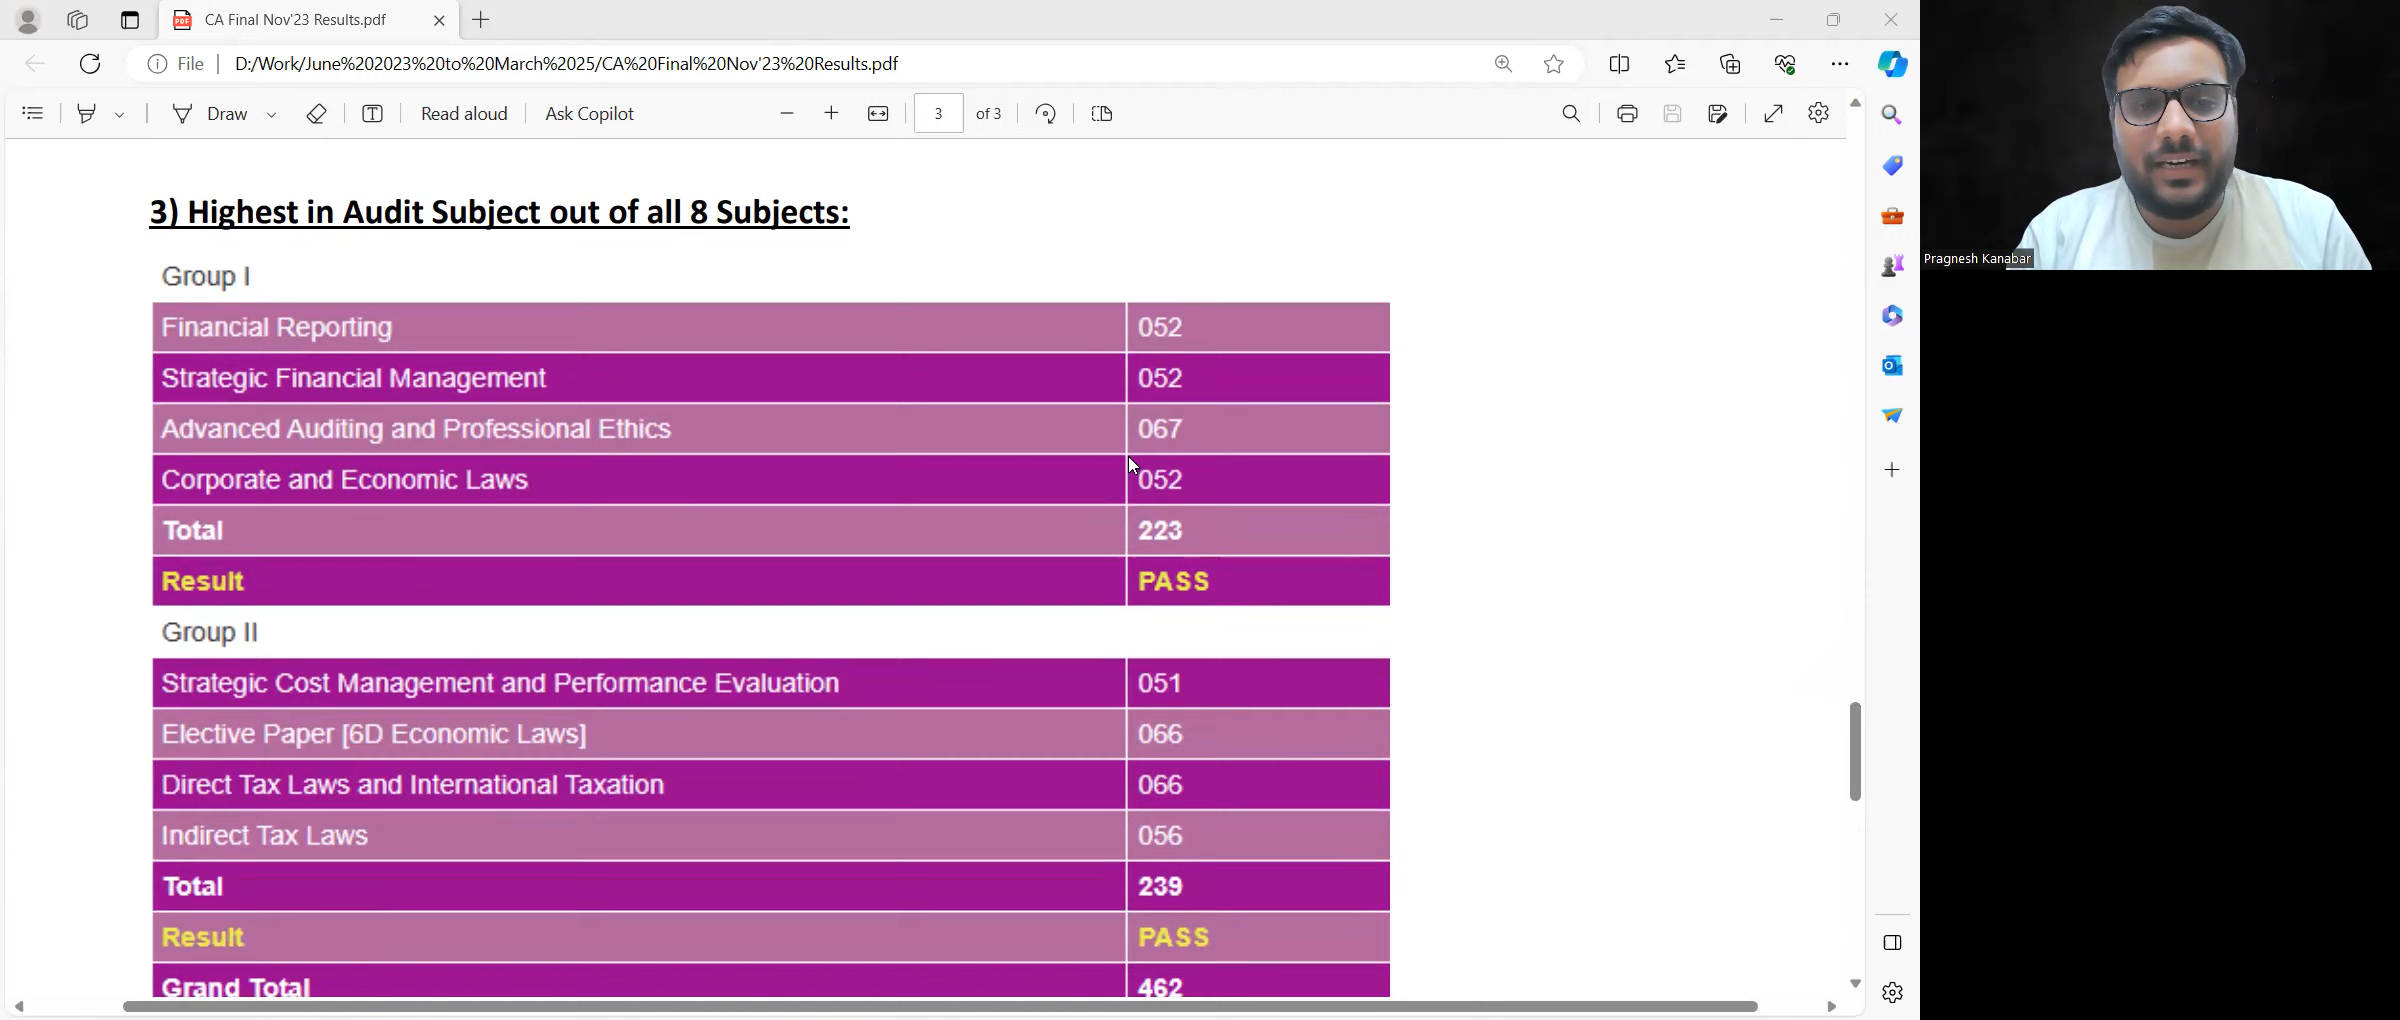 CA Final Nov'23 Results.pdf
File
D:/Work/June%202023%20to%20March%2025/CA%20Final%20Nov'23%20Results.pdf
Draw
Read aloud
Ask Copilot
3
of 3
3) Highest in Audit Subject out of all 8 Subjects:
Group I
Financial Reporting 052
Strategic Financial Management 052
Advanced Auditing and Professional Ethics 067
Corporate and Economic Laws 052
Total 223
Result PASS
Group II
Strategic Cost Management and Performance Evaluation 051
Elective Paper [6D Economic Laws] 066
Direct Tax Laws and International Taxation 066
Indirect Tax Laws 056
Total 239
Result PASS
Grand Total 462
Pragnesh Kanabar